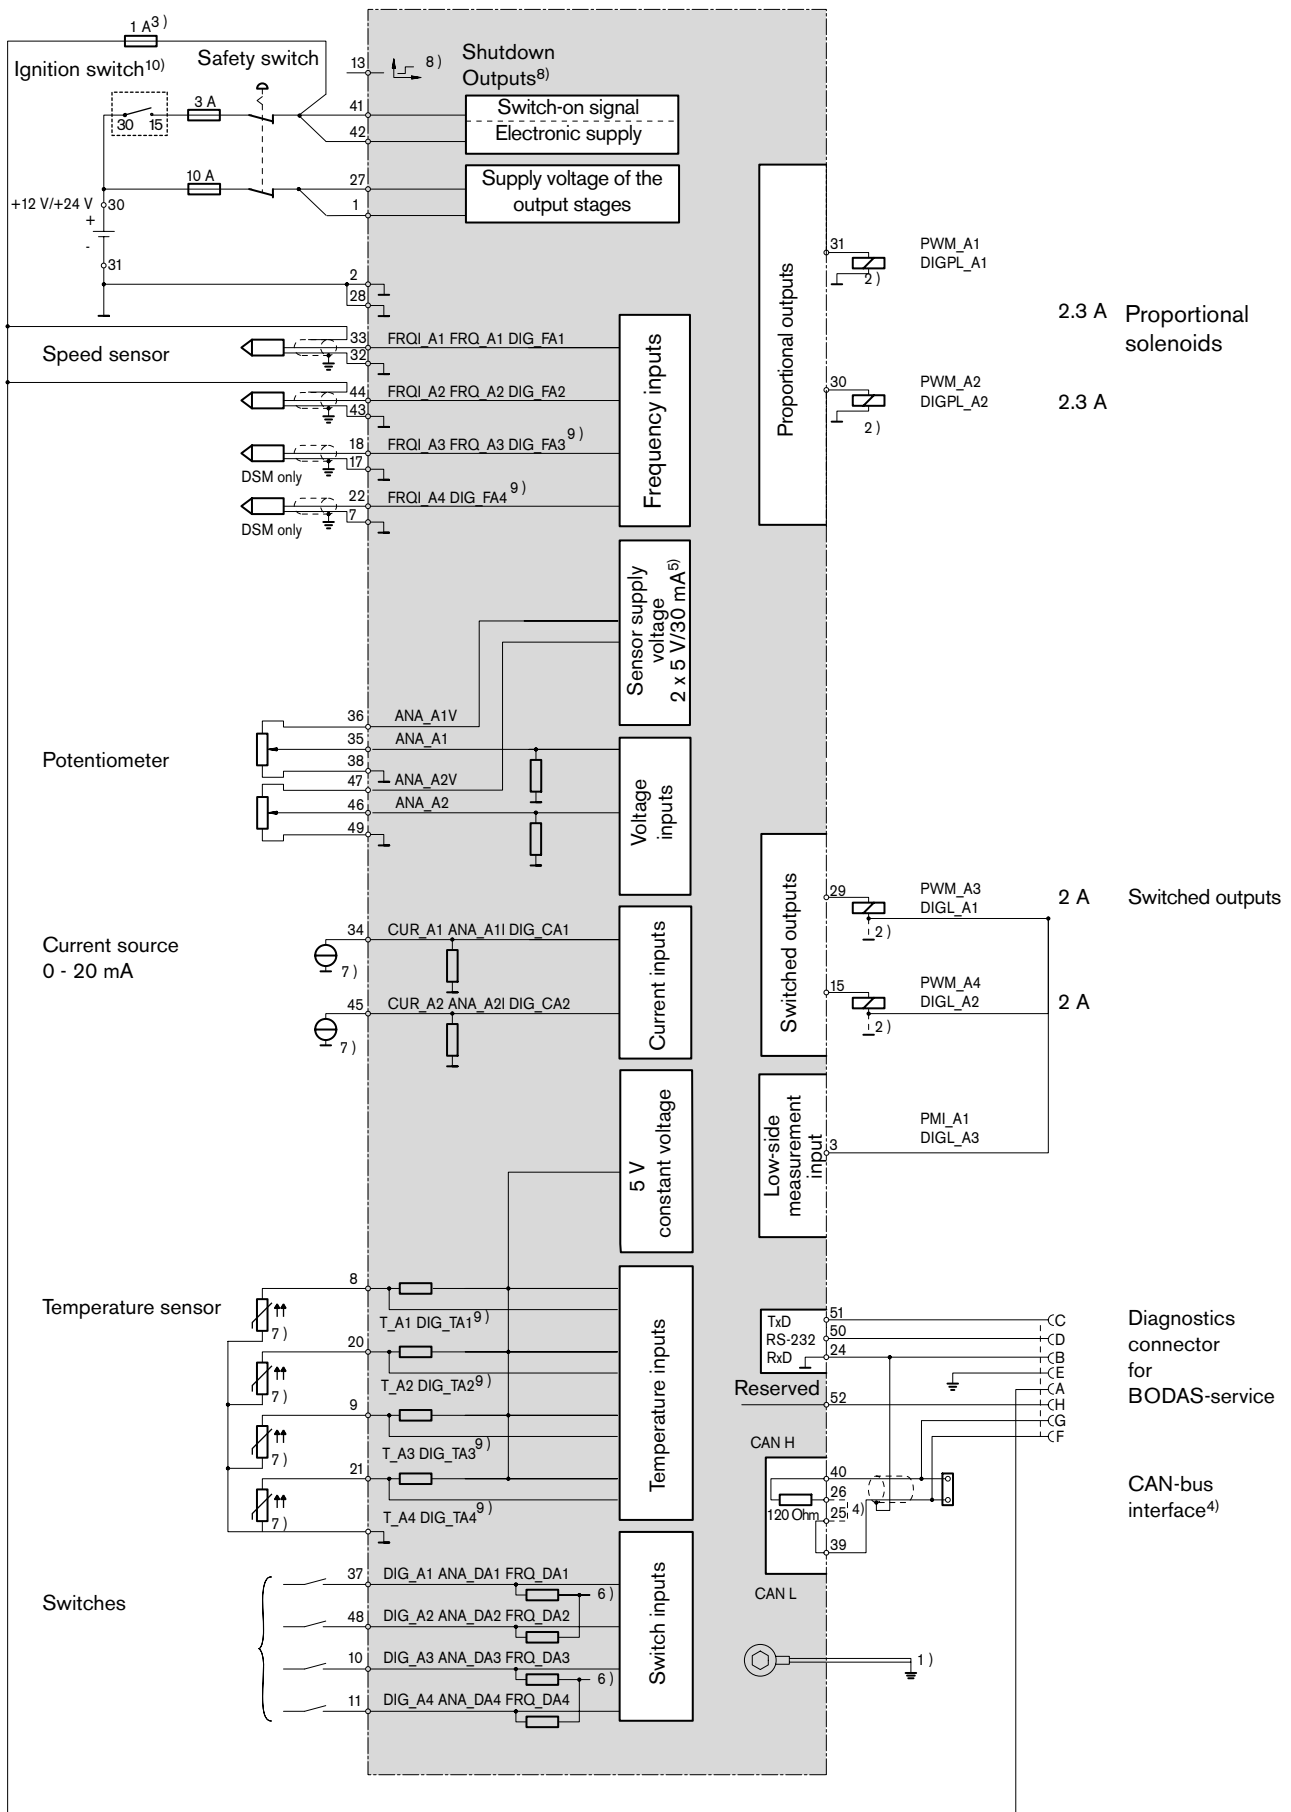 1 A3)
Ignition switch10)
Safety switch
30 15
3 A
10 A
+12 V/+24 V
30
+
-
31
13
8)
Shutdown
Outputs8)
41
42
Switch-on signal
Electronic supply
27
1
Supply voltage of the
output stages
2
28
Speed sensor
33
32
FRQI_A1 FRQ_A1 DIG_FA1
44
43
FRQI_A2 FRQ_A2 DIG_FA2
18
17
FRQI_A3 FRQ_A3 DIG_FA3 9)
DSM only
22
7
FRQI_A4 DIG_FA4 9)
DSM only
Frequency inputs
Sensor supply
voltage
2 x 5 V/30 mA5)
Potentiometer
36
ANA_A1V
35
ANA_A1
38
47
ANA_A2V
46
ANA_A2
49
Voltage
inputs
Current source
0 - 20 mA
34
CUR_A1 ANA_A1I DIG_CA1
7)
45
CUR_A2 ANA_A2I DIG_CA2
7)
Current inputs
5 V
constant voltage
Temperature sensor
8
T_A1 DIG_TA1 9)
7)
20
T_A2 DIG_TA2 9)
7)
9
T_A3 DIG_TA3 9)
7)
21
T_A4 DIG_TA4 9)
7)
Temperature inputs
Switches
37
DIG_A1 ANA_DA1 FRQ_DA1
6)
48
DIG_A2 ANA_DA2 FRQ_DA2
10
DIG_A3 ANA_DA3 FRQ_DA3
6)
11
DIG_A4 ANA_DA4 FRQ_DA4
Switch inputs
Proportional outputs
31
2)
PWM_A1
DIGPL_A1
2.3 A
Proportional
solenoids
30
2)
PWM_A2
DIGPL_A2
2.3 A
Switched outputs
29
2)
PWM_A3
DIGL_A1
2 A
Switched outputs
15
2)
PWM_A4
DIGL_A2
2 A
Low-side
measurement
input
3
PMI_A1
DIGL_A3
TxD
RS-232
RxD
51
50
24
Reserved
52
C
D
B
E
A
H
G
F
Diagnostics
connector
for
BODAS-service
CAN H
40
26
25
39
4)
120 Ohm
CAN L
CAN-bus
interface4)
1)